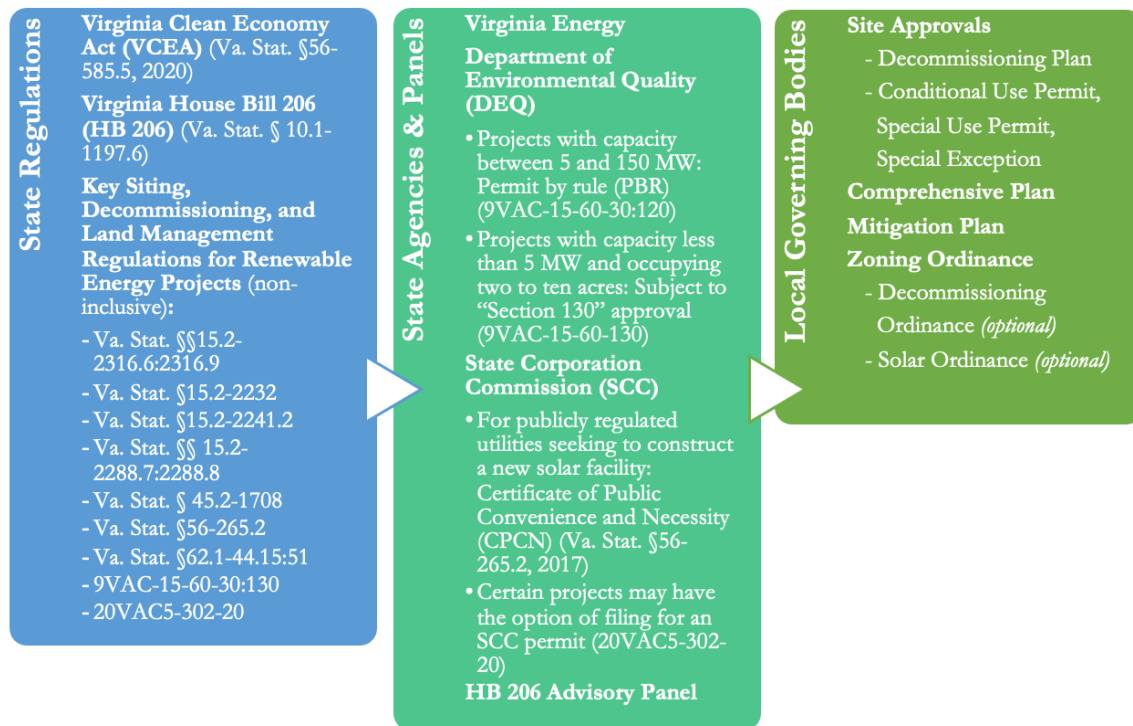 State Regulations
Virginia Clean Economy
Act (VCEA) (Va. Stat. §56-
585.5, 2020)
Virginia House Bill 206
(HB 206) (Va. Stat. § 10.1-
1197.6)
Key Siting,
Decommissioning, and
Land Management
Regulations for Renewable
Energy Projects (non-
inclusive):
- Va. Stat. §§15.2-
2316.6:2316.9
- Va. Stat. §15.2-2232
- Va. Stat. §15.2-2241.2
- Va. Stat. §§ 15.2-
2288.7:2288.8
- Va. Stat. § 45.2-1708
- Va. Stat. §56-265.2
- Va. Stat. §62.1-44.15:51
- 9VAC-15-60-30:130
- 20VAC5-302-20
State Agencies & Panels
Virginia Energy
Department of
Environmental Quality
(DEQ)
• Projects with capacity
between 5 and 150 MW:
Permit by rule (PBR)
(9VAC-15-60-30:120)
• Projects with capacity less
than 5 MW and occupying
two to ten acres: Subject to
“Section 130” approval
(9VAC-15-60-130)
State Corporation
Commission (SCC)
• For publicly regulated
utilities seeking to construct
a new solar facility:
Certificate of Public
Convenience and Necessity
(CPCN) (Va. Stat. §56-
265.2, 2017)
• Certain projects may have
the option of filing for an
SCC permit (20VAC5-302-
20)
HB 206 Advisory Panel
Local Governing Bodies
Site Approvals
- Decommissioning Plan
- Conditional Use Permit,
Special Use Permit,
Special Exception
Comprehensive Plan
Mitigation Plan
Zoning Ordinance
- Decommissioning
Ordinance (optional)
- Solar Ordinance (optional)